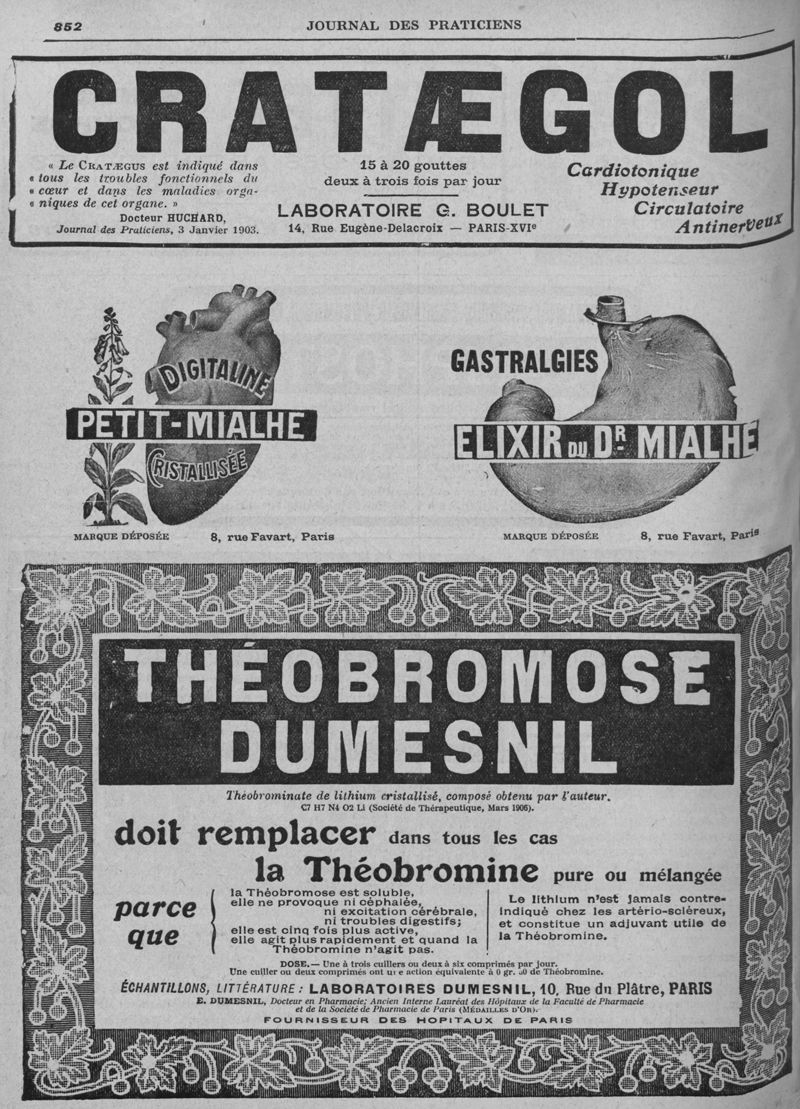 852
JOURNAL DES PRATICIENS
CRATÆGOL
« Le CRATÆGUS est indiqué dans
« tous les troubles fonctionnels du
« cœur et dans les maladies orga-
« niques de cet organe. »
Docteur HUCHARD,
Journal des Praticiens, 3 Janvier 1903.
15 à 20 gouttes
deux à trois fois par jour
LABORATOIRE G. BOULET
14, Rue Eugène-Delacroix — PARIS-XVIe
Cardiotonique
Hypotenseur
Circulatoire
Antinerveux
DIGITALINE
PETIT-MIALHE
CRISTALLISÉE
MARQUE DÉPOSÉE 8, rue Favart, Paris
GASTRALGIES
ELIXIR DU DR MIALHE
MARQUE DÉPOSÉE 8, rue Favart, Paris
THÉOBROMOSE
DUMESNIL
Théobrominate de lithium cristallisé, composé obtenu par l'auteur.
C7 H7 N4 O2 Li (Société de Thérapeutique, Mars 1906).
doit remplacer dans tous les cas
la Théobromine pure ou mélangée
parce
que
la Théobromose est soluble,
elle ne provoque ni céphalée,
ni excitation cérébrale,
ni troubles digestifs;
elle est cinq fois plus active,
elle agit plus rapidement et quand la
Théobromine n'agit pas.
Le lithium n'est jamais contre-
indiqué chez les artério-scléreux,
et constitue un adjuvant utile de
la Théobromine.
DOSE. — Une à trois cuillers ou deux à six comprimés par jour.
Une cuiller ou deux comprimés ont une action équivalente à 0 gr. 50 de Théobromine.
ÉCHANTILLONS, LITTÉRATURE : LABORATOIRES DUMESNIL, 10, Rue du Plâtre, PARIS
E. DUMESNIL, Docteur en Pharmacie; Ancien Interne Lauréat des Hôpitaux de la Faculté de Pharmacie
et de la Société de Pharmacie de Paris (MÉDAILLES D'OR).
FOURNISSEUR DES HOPITAUX DE PARIS